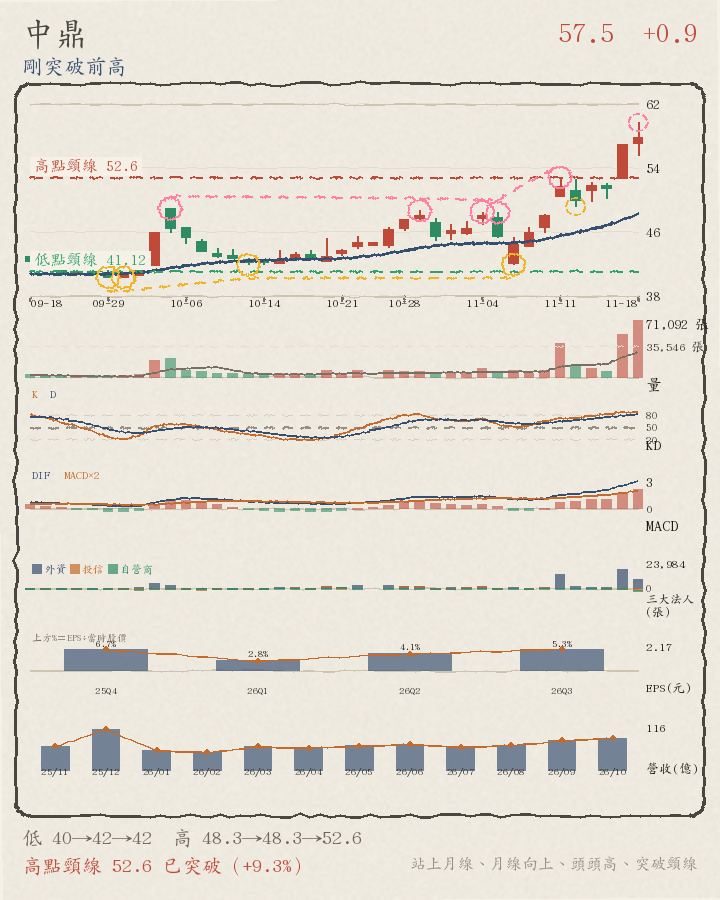 中鼎
57.5 +0.9
剛突破前高
62
高點頸線 52.6
54
46
低點頸線 41.12
38
09-18 09-29 10-06 10-14 10-21 10-28 11-04 11-11 11-18
71,092 張
35,546 張
量
K D
80
50
20
KD
DIF MACD×2
3
0
MACD
外資 投信 自營商
23,984
0
三大法人
(張)
上方%=EPS÷當時股價
6.7% 2.8% 4.1% 5.3%
2.17
25Q4 26Q1 26Q2 26Q3
EPS(元)
116
25/11 25/12 26/01 26/02 26/03 26/04 26/05 26/06 26/07 26/08 26/09 26/10
營收(億)
低 40→42→42 高 48.3→48.3→52.6
高點頸線 52.6 已突破 (+9.3%)
站上月線、月線向上、頭頭高、突破頸線